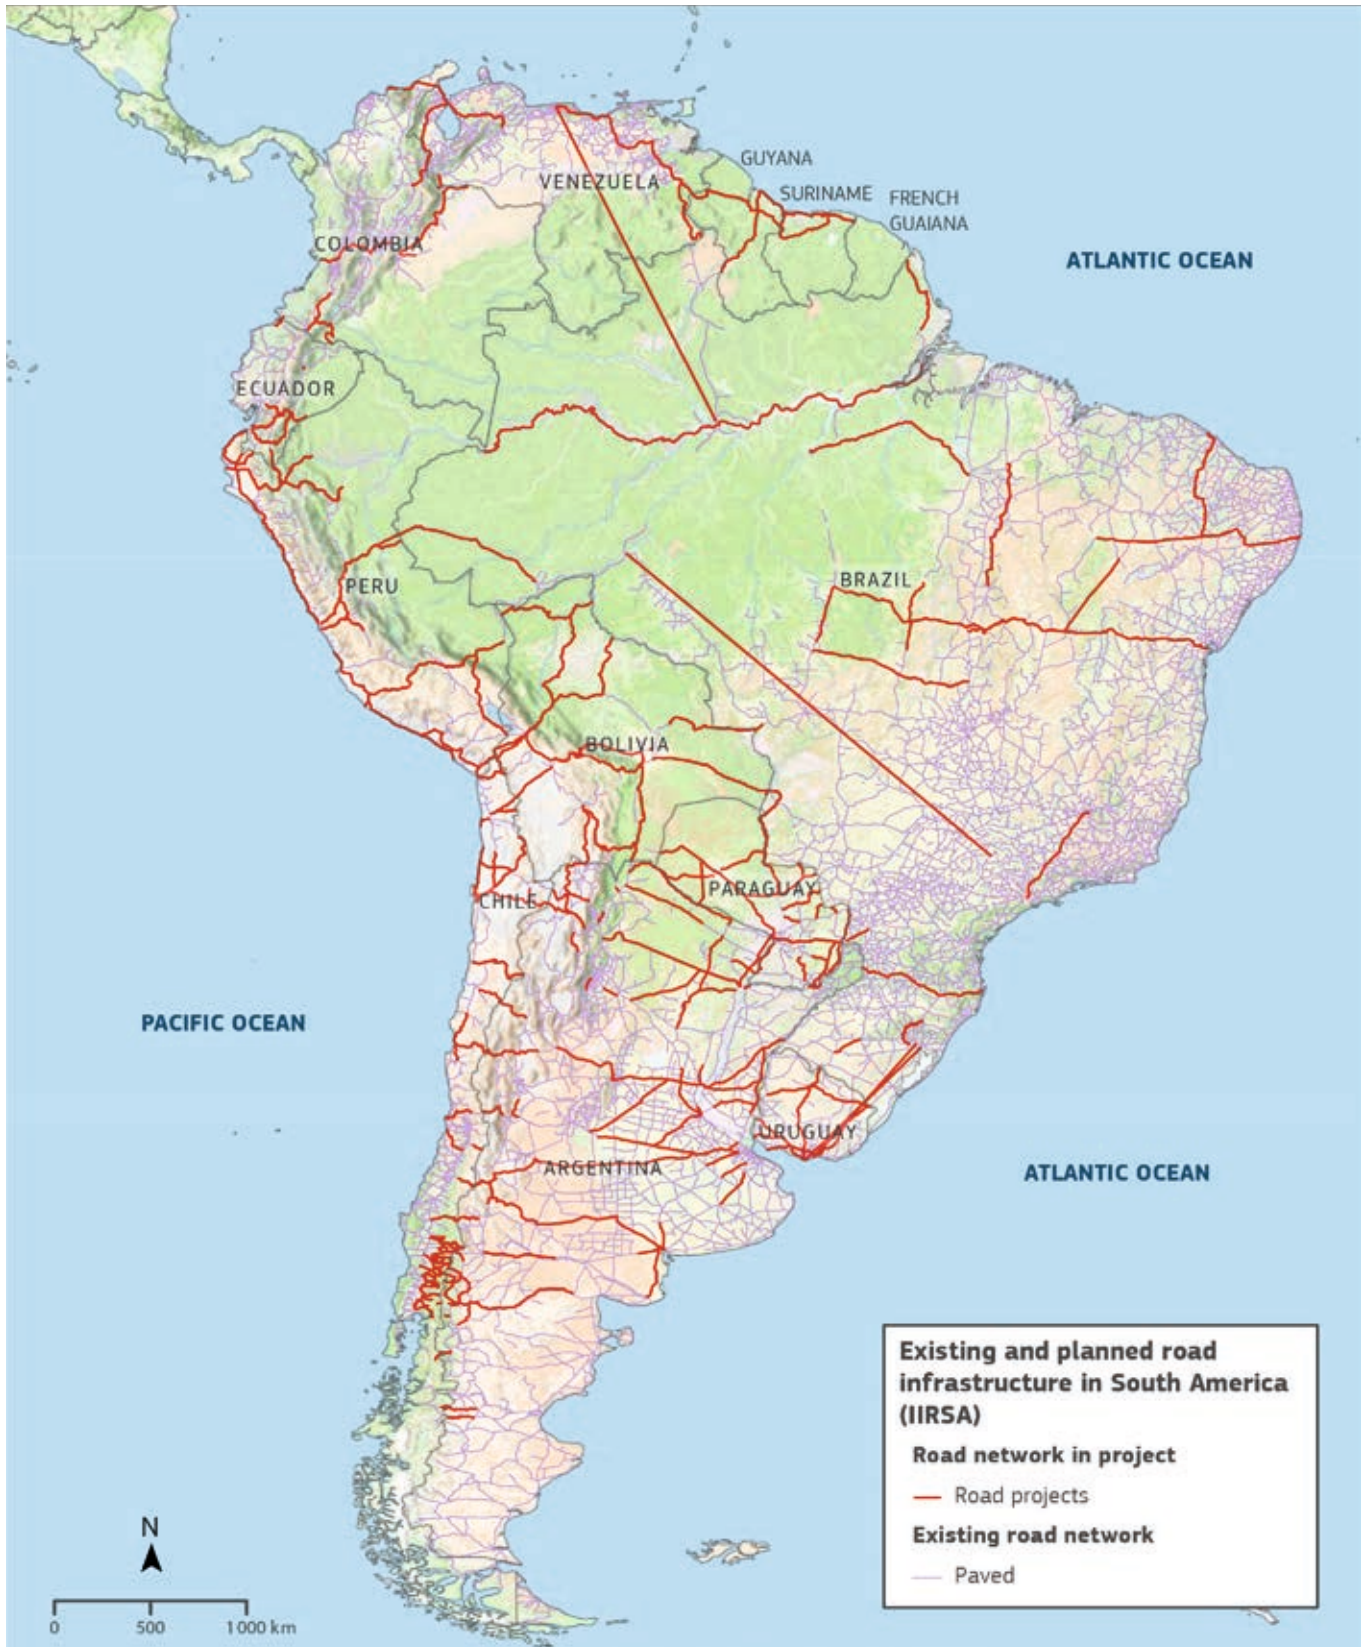 GUYANA
VENEZUELA
SURINAME
FRENCH
GUAIANA
COLOMBIA
ATLANTIC OCEAN
ECUADOR
PERU
BRAZIL
BOLIVIA
PARAGUAY
CHILE
PACIFIC OCEAN
URUGUAY
ARGENTINA
ATLANTIC OCEAN
Existing and planned road
infrastructure in South America
(IIRSA)
Road network in project
Road projects
Existing road network
Paved
N
0 500 1000 km